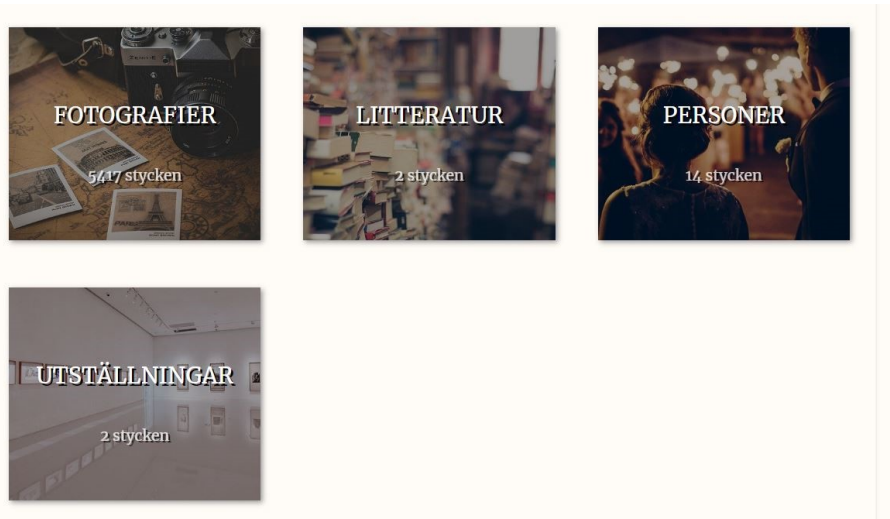 FOTOGRAFIER
5417 stycken
LITTERATUR
2 stycken
PERSONER
14 stycken
UTSTÄLLNINGAR
2 stycken